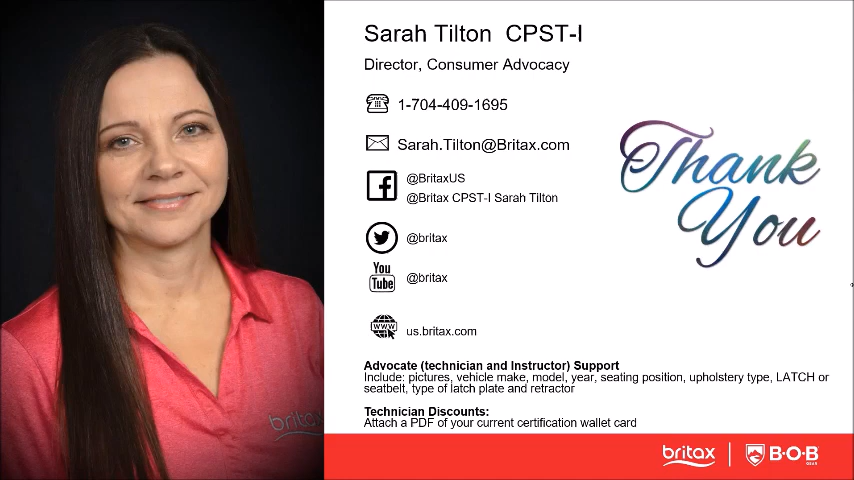 Sarah Tilton CPST-I
Director, Consumer Advocacy
1-704-409-1695
Sarah.Tilton@Britax.com
@BritaxUS
@Britax CPST-I Sarah Tilton
@britax
You
Tube
@britax
www
us.britax.com
Thank
You
Advocate (technician and Instructor) Support
Include: pictures, vehicle make, model, year, seating position, upholstery type, LATCH or
seatbelt, type of latch plate and retractor
Technician Discounts:
Attach a PDF of your current certification wallet card
britax
britax
B·O·B
GEAR